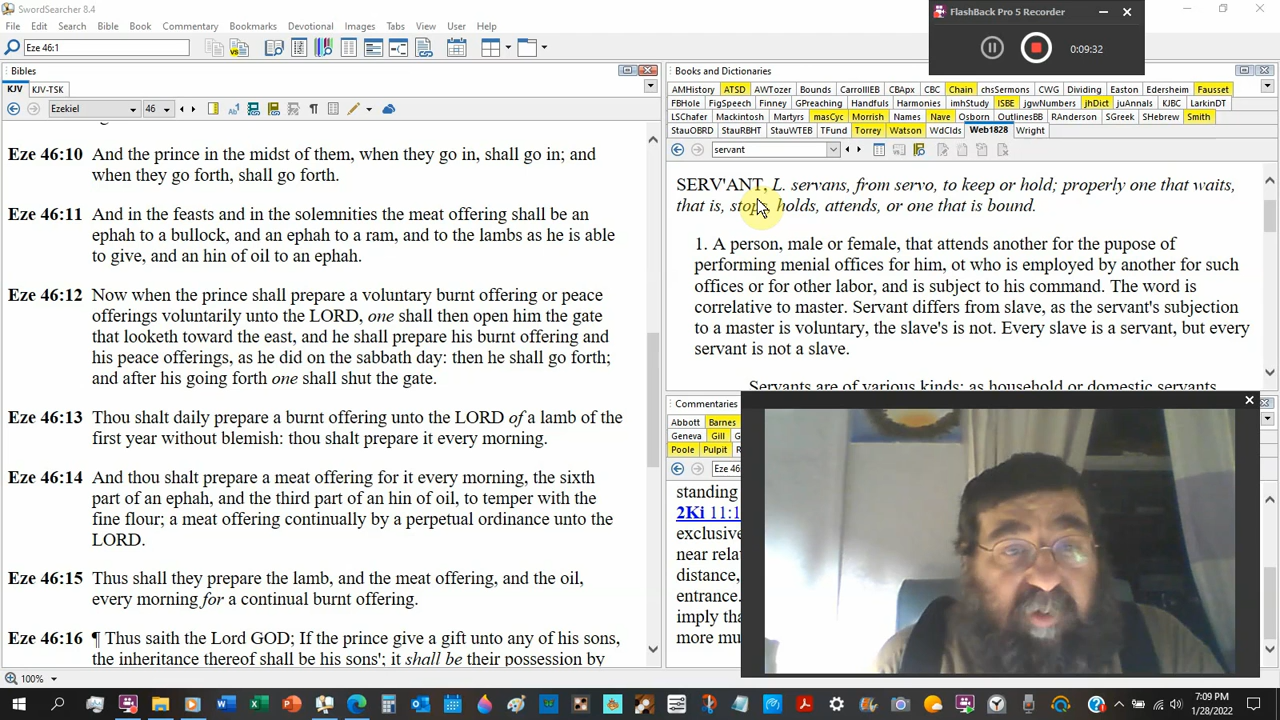 SwordSearcher 8.4
File Edit Search Bible Book Commentary Bookmarks Devotional Images Tabs View User Help
Eze 46:1
VS
FlashBack Pro 5 Recorder
0:09:32
Bibles
KJV KJV-TSK
Ezekiel 46
Eze 46:10 And the prince in the midst of them, when they go in, shall go in; and
when they go forth, shall go forth.
Eze 46:11 And in the feasts and in the solemnities the meat offering shall be an
ephah to a bullock, and an ephah to a ram, and to the lambs as he is able
to give, and an hin of oil to an ephah.
Eze 46:12 Now when the prince shall prepare a voluntary burnt offering or peace
offerings voluntarily unto the LORD, one shall then open him the gate
that looketh toward the east, and he shall prepare his burnt offering and
his peace offerings, as he did on the sabbath day: then he shall go forth;
and after his going forth one shall shut the gate.
Eze 46:13 Thou shalt daily prepare a burnt offering unto the LORD of a lamb of the
first year without blemish: thou shalt prepare it every morning.
Eze 46:14 And thou shalt prepare a meat offering for it every morning, the sixth
part of an ephah, and the third part of an hin of oil, to temper with the
fine flour; a meat offering continually by a perpetual ordinance unto the
LORD.
Eze 46:15 Thus shall they prepare the lamb, and the meat offering, and the oil,
every morning for a continual burnt offering.
Eze 46:16 ¶ Thus saith the Lord GOD; If the prince give a gift unto any of his sons,
the inheritance thereof shall be his sons'; it shall be their possession by
100%
Books and Dictionaries
AMHistory ATSD AWTozer Bounds CarrollEIB CBApx CBC Chain chsSermons CWG Dividing Easton Edersheim Fausset
FBHole FigSpeech Finney GPreaching Handfuls Harmonies imhStudy ISBE jgwNumbers jhDict juAnnals KJBC LarkinDT
LSChafer Mackintosh Martyrs masCyc Morrish Names Nave Osborn OutlinesBB RAnderson SGreek SHebrew Smith
StauOBRD StauRBHT StauWTEB TFund Torrey Watson WdClds Web1828 Wright
servant
SERV'ANT, L. servans, from servo, to keep or hold; properly one that waits,
that is, stops, holds, attends, or one that is bound.
1. A person, male or female, that attends another for the pupose of
performing menial offices for him, ot who is employed by another for such
offices or for other labor, and is subject to his command. The word is
correlative to master. Servant differs from slave, as the servant's subjection
to a master is voluntary, the slave's is not. Every slave is a servant, but every
servant is not a slave.
Servants are of various kinds; as household or domestic servants
Commentaries
Abbott Barnes
Geneva Gill
Poole Pulpit
Eze 46
standing
2Ki 11:1
exclusive
near rela
distance,
entrance.
imply tha
more mu
7:09 PM
1/28/2022